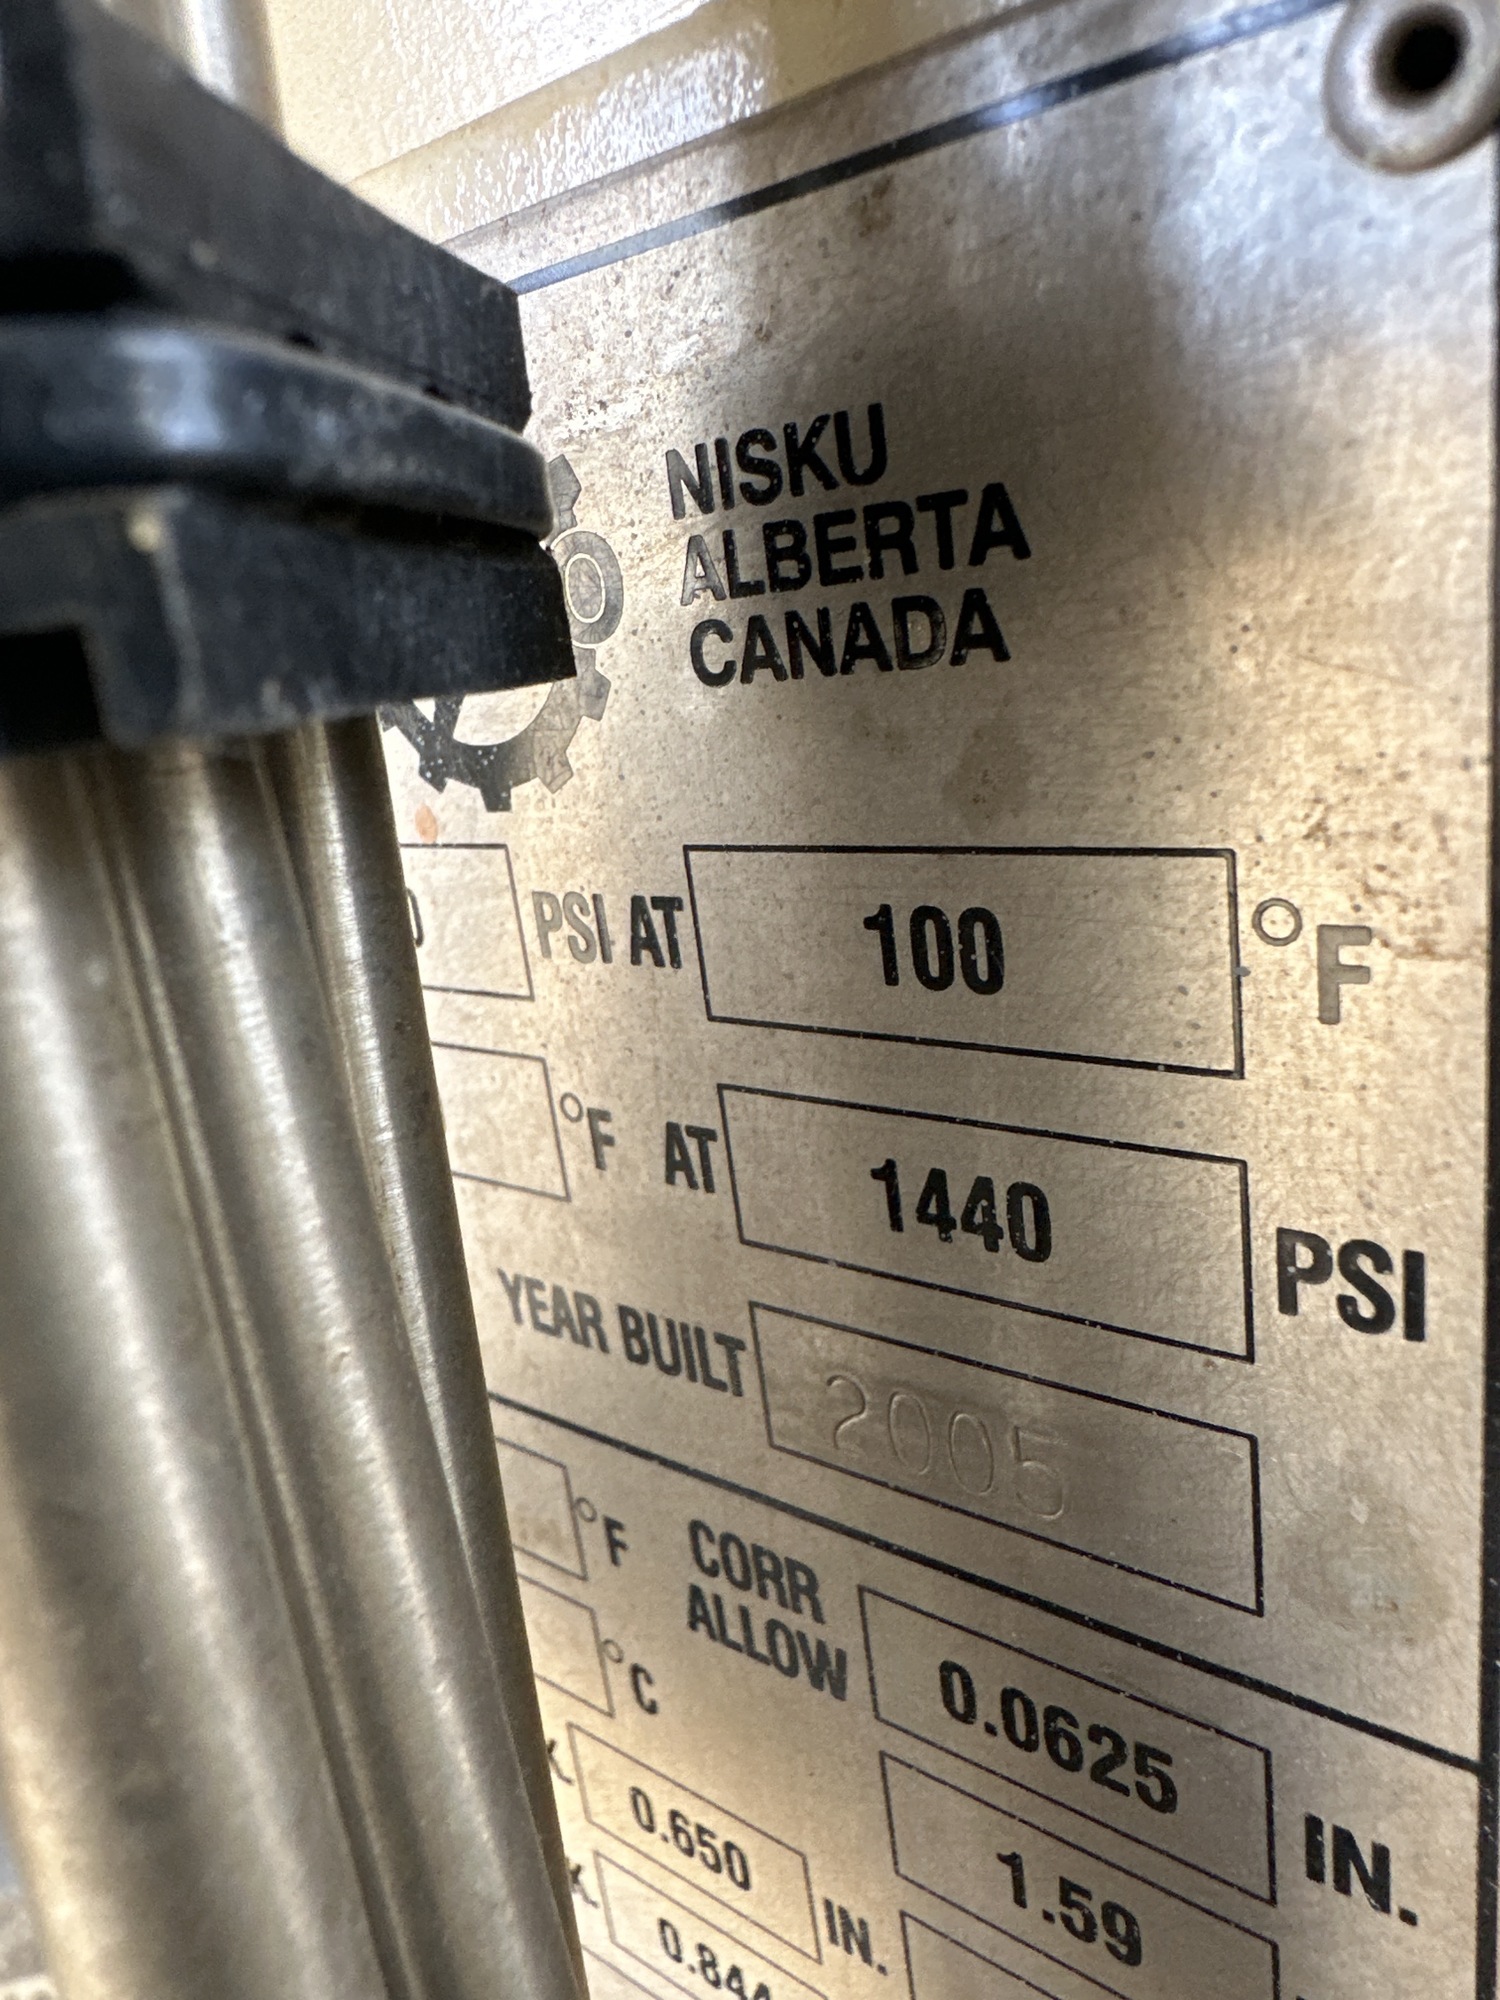 NISKU
ALBERTA
CANADA
0 PSI AT 100 °F
°F AT 1440 PSI
YEAR BUILT 2005
°F CORR ALLOW 0.0625 IN.
°C 1.59
0.650 IN.